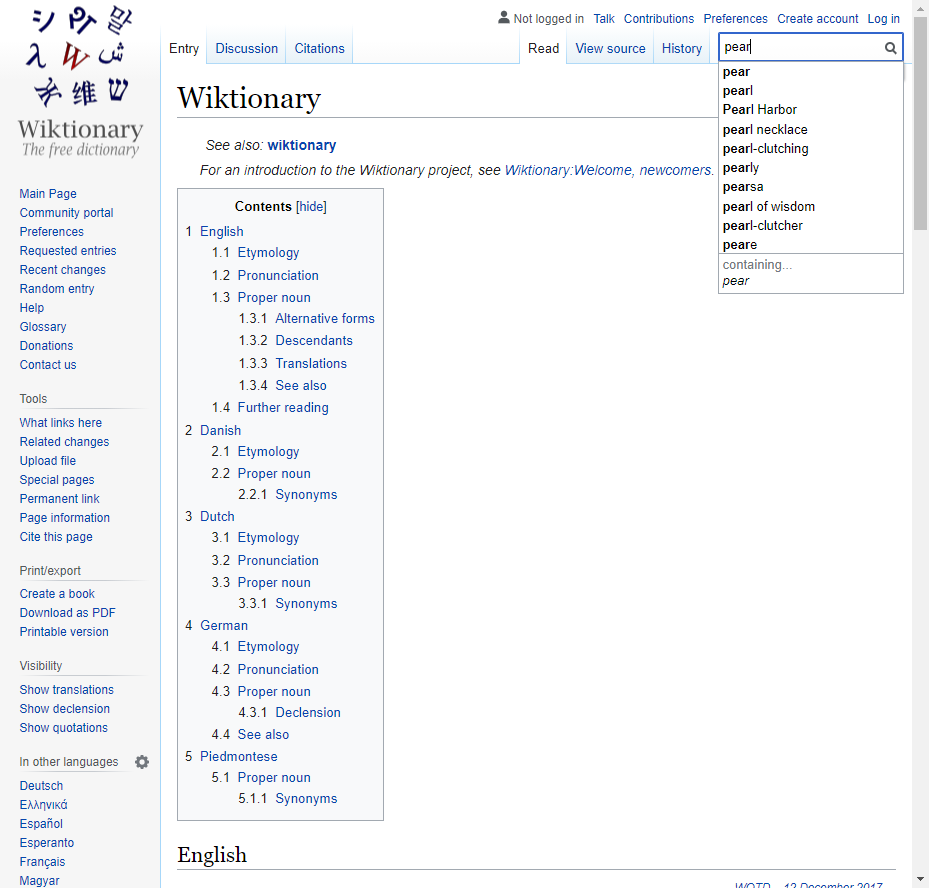 Not logged in Talk Contributions Preferences Create account Log in
Entry Discussion Citations Read View source History pear
Wiktionary
The free dictionary
Main Page
Community portal
Preferences
Requested entries
Recent changes
Random entry
Help
Glossary
Donations
Contact us
Tools
What links here
Related changes
Upload file
Special pages
Permanent link
Page information
Cite this page
Print/export
Create a book
Download as PDF
Printable version
Visibility
Show translations
Show declension
Show quotations
In other languages
Deutsch
Ελληνικά
Español
Esperanto
Français
Magyar
Wiktionary
See also: wiktionary
For an introduction to the Wiktionary project, see Wiktionary:Welcome, newcomers.
Contents [hide]
1 English
1.1 Etymology
1.2 Pronunciation
1.3 Proper noun
1.3.1 Alternative forms
1.3.2 Descendants
1.3.3 Translations
1.3.4 See also
1.4 Further reading
2 Danish
2.1 Etymology
2.2 Proper noun
2.2.1 Synonyms
3 Dutch
3.1 Etymology
3.2 Pronunciation
3.3 Proper noun
3.3.1 Synonyms
4 German
4.1 Etymology
4.2 Pronunciation
4.3 Proper noun
4.3.1 Declension
4.4 See also
5 Piedmontese
5.1 Proper noun
5.1.1 Synonyms
English
WOTD – 12 December 2017
pear
pearl
Pearl Harbor
pearl necklace
pearl-clutching
pearly
pearsa
pearl of wisdom
pearl-clutcher
peare
containing...
pear